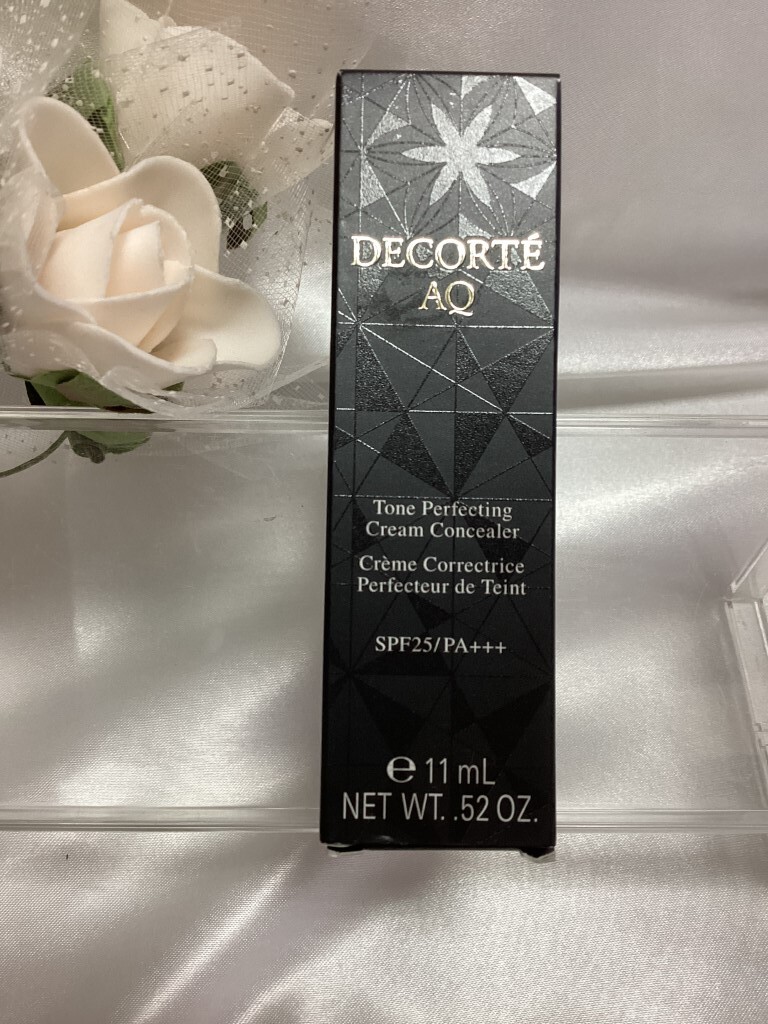 DECORTÉ
AQ
Tone Perfecting
Cream Concealer
Crème Correctrice
Perfecteur de Teint
SPF25/PA+++
℮ 11 mL
NET WT. .52 OZ.